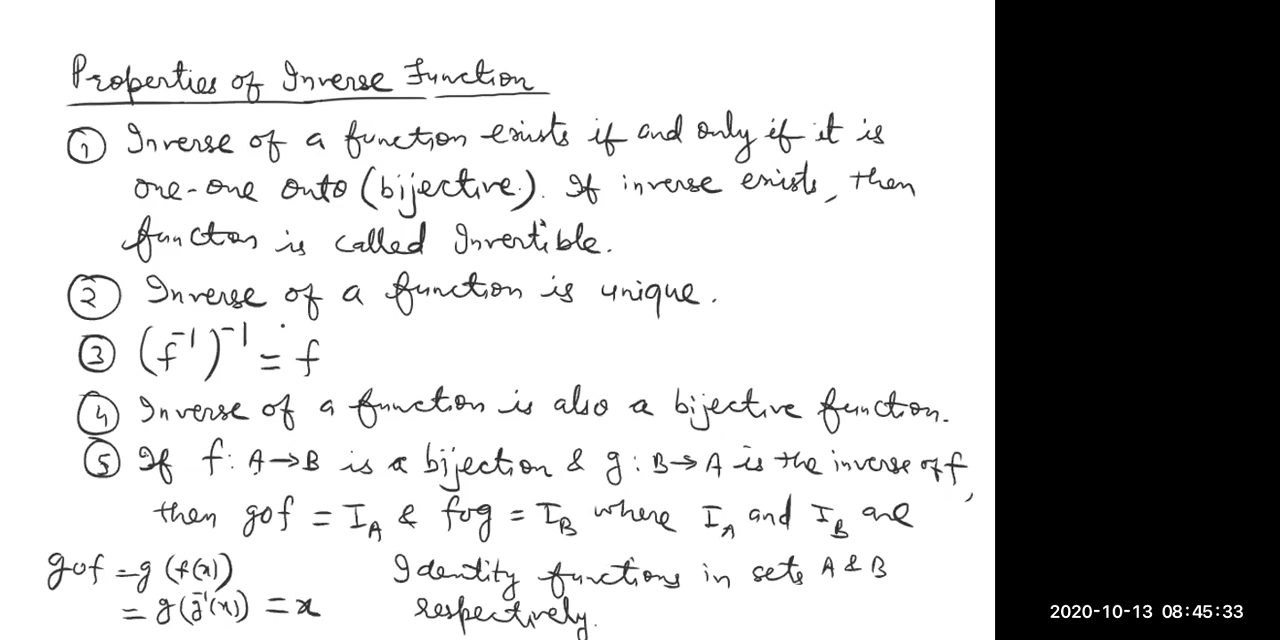 Properties of Inverse Function
① Inverse of a function exists if and only if it is
one-one onto (bijective). If inverse exists, then
function is called Invertible.
② Inverse of a function is unique.
③ (f⁻¹)⁻¹ = f
④ Inverse of a function is also a bijective function.
⑤ If f: A→B is a bijection & g: B→A is the inverse of f,
then gof = I_A & fog = I_B where I_A and I_B are
Identity functions in sets A & B
respectively.
gof = g(f(x))
= g(g⁻¹(x)) = x
2020-10-13 08:45:33